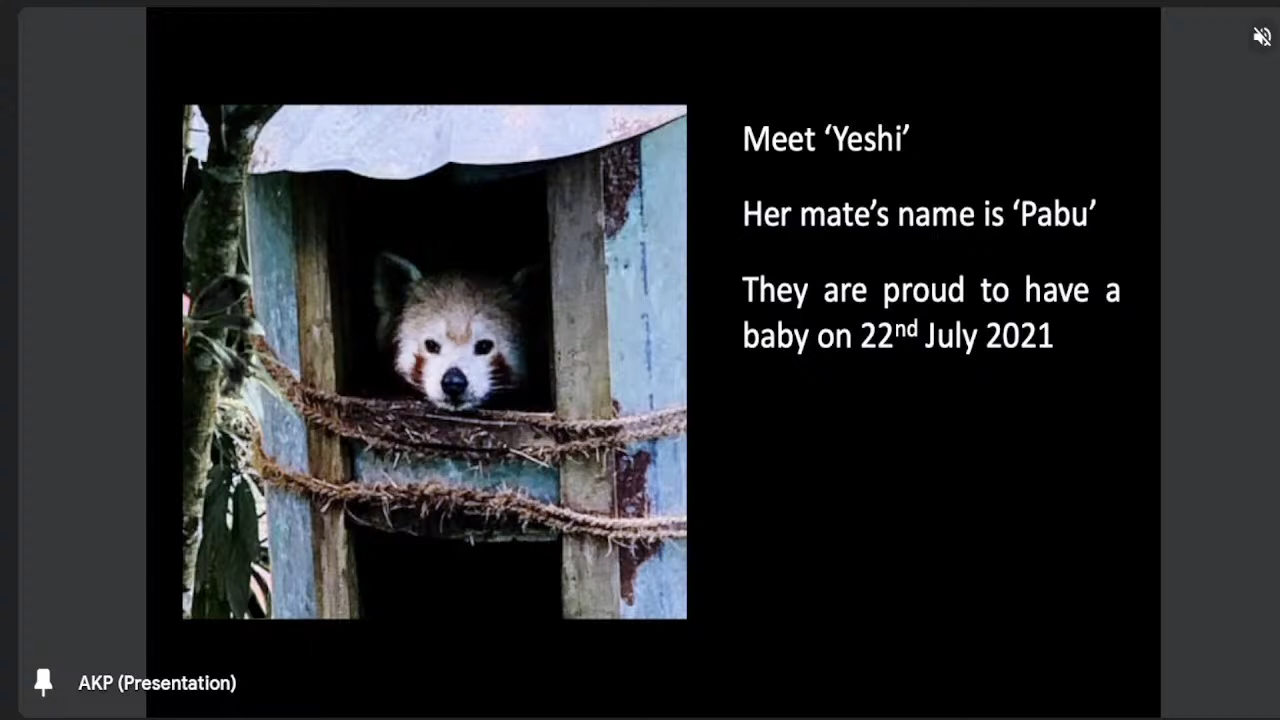 Meet ‘Yeshi’
Her mate’s name is ‘Pabu’
They are proud to have a
baby on 22nd July 2021
AKP (Presentation)